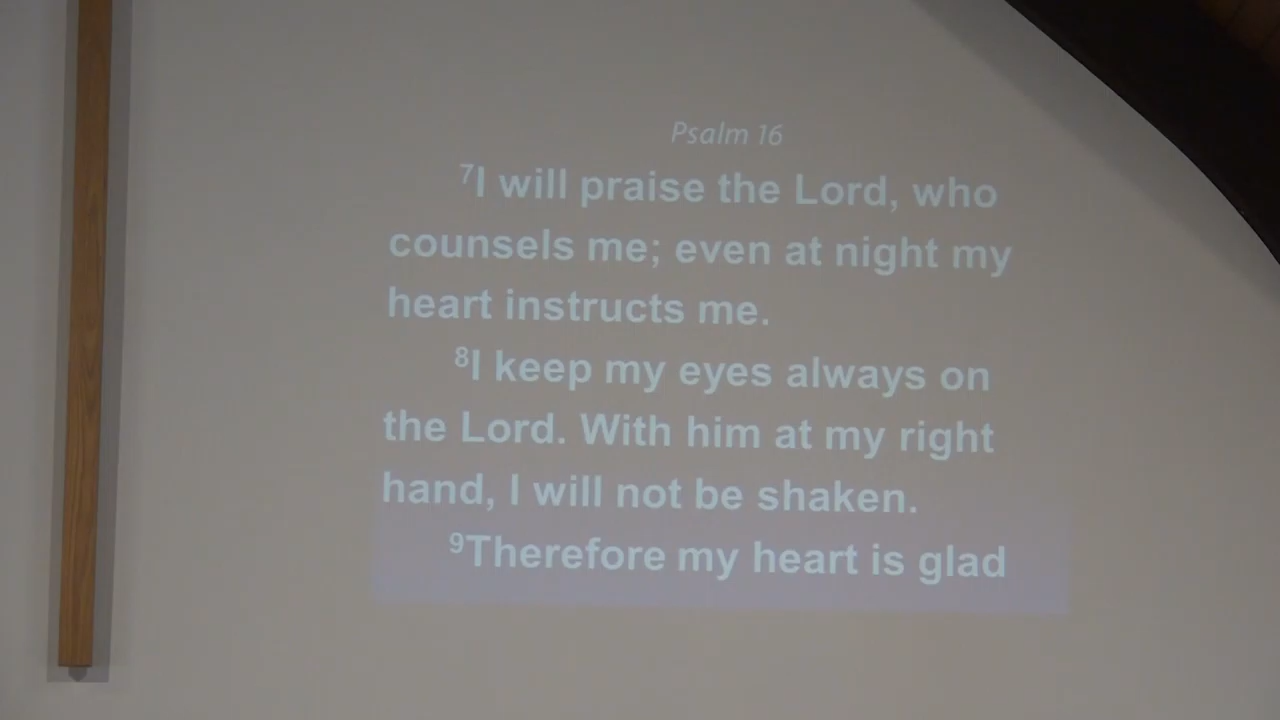 Psalm 16
⁷I will praise the Lord, who
counsels me; even at night my
heart instructs me.
⁸I keep my eyes always on
the Lord. With him at my right
hand, I will not be shaken.
⁹Therefore my heart is glad